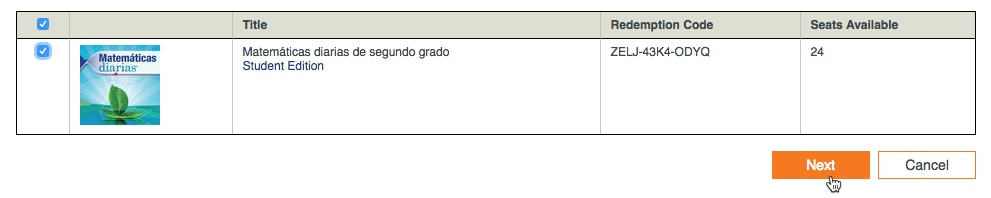 Title
Redemption Code
Seats Available
Matemáticas
diarias
Matemáticas diarias de segundo grado
ZELJ-43K4-ODYQ
24
Student Edition
Next
Cancel